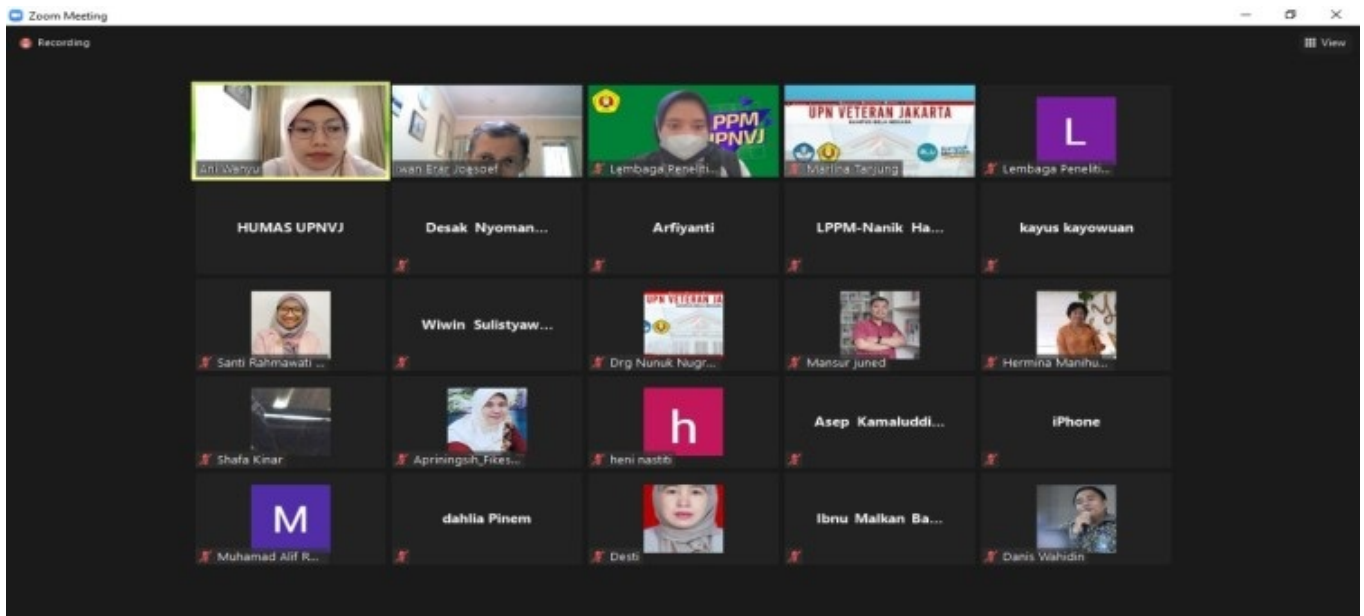 Zoom Meeting
Recording
View
Ani Wahyu
Iwan Erar Joesoef
PPM
UPNVJ
Lembaga Peneliti...
UPN VETERAN JAKARTA
Marlina Tanjung
L
Lembaga Peneliti...
HUMAS UPNVJ
Desak Nyoman...
Arfiyanti
LPPM-Nanik Ha...
kayus kayowuan
Santi Rahmawati ...
Wiwin Sulistyaw...
UPN VETERAN JA
Drg Nunuk Nugr...
Mansur juned
Hermina Manihu...
Shafa Kinar
Apriningsih_Fikes...
h
heni nastiti
Asep Kamaluddi...
iPhone
M
Muhamad Alif R...
dahlia Pinem
Desti
Ibnu Malkan Ba...
Danis Wahidin